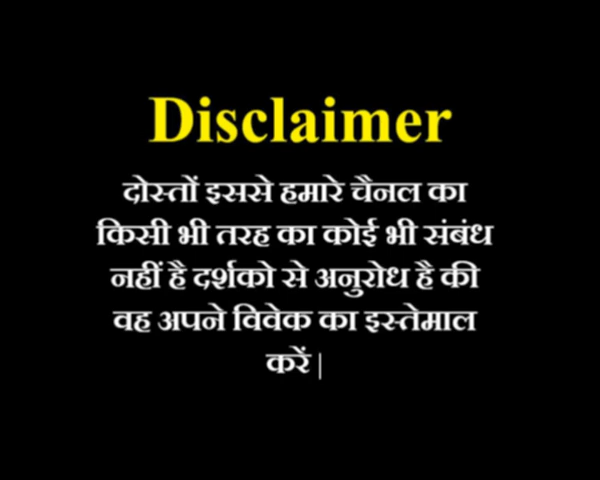 Disclaimer
दोस्तों इससे हमारे चैनल का
किसी भी तरह का कोई भी संबंध
नहीं है दर्शको से अनुरोध है की
वह अपने विवेक का इस्तेमाल
करें |